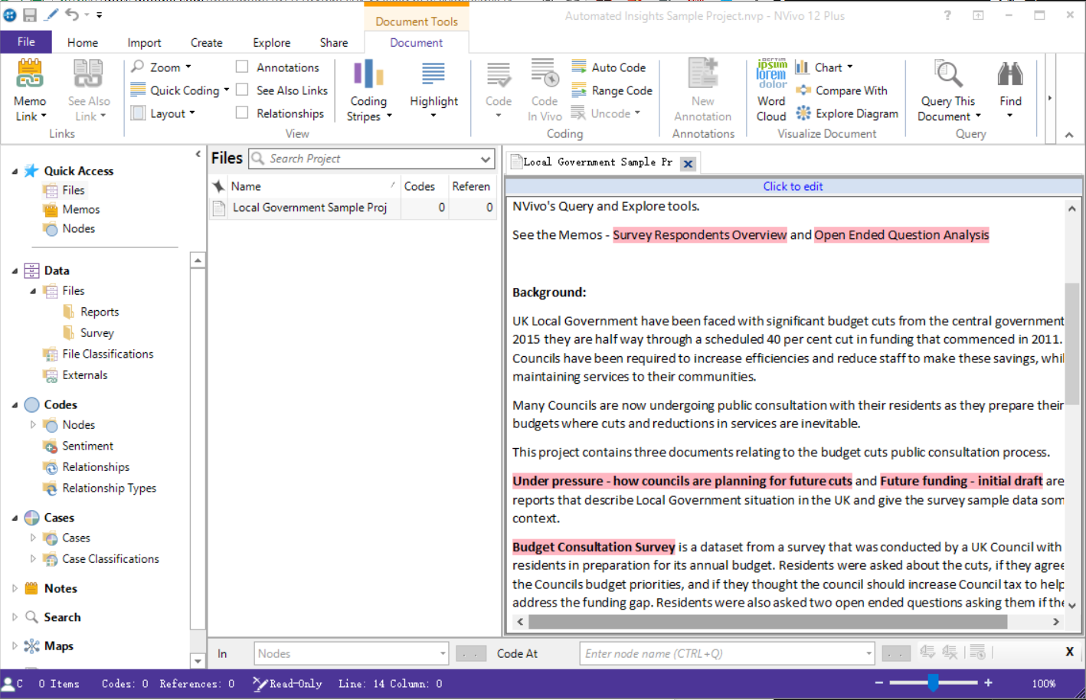 Document Tools
Automated Insights Sample Project.nvp - NVivo 12 Plus
?
File Home Import Create Explore Share Document
Memo Link
See Also Link
Links
Zoom
Quick Coding
Layout
Annotations
See Also Links
Relationships
View
Coding Stripes
Highlight
Code
Code In Vivo
Auto Code
Range Code
Uncode
Coding
New Annotation
Annotations
ipsum
lorem
dolor
Word Cloud
Chart
Compare With
Explore Diagram
Visualize Document
Query This Document
Find
Query
Quick Access
Files
Memos
Nodes
Data
Files
Reports
Survey
File Classifications
Externals
Codes
Nodes
Sentiment
Relationships
Relationship Types
Cases
Cases
Case Classifications
Notes
Search
Maps
Files Search Project
Name Codes Referen
Local Government Sample Proj 0 0
Local Government Sample Pr x
Click to edit
NVivo's Query and Explore tools.
See the Memos - Survey Respondents Overview and Open Ended Question Analysis
Background:
UK Local Government have been faced with significant budget cuts from the central government
2015 they are half way through a scheduled 40 per cent cut in funding that commenced in 2011.
Councils have been required to increase efficiencies and reduce staff to make these savings, whil
maintaining services to their communities.
Many Councils are now undergoing public consultation with their residents as they prepare their
budgets where cuts and reductions in services are inevitable.
This project contains three documents relating to the budget cuts public consultation process.
Under pressure - how councils are planning for future cuts and Future funding - initial draft are
reports that describe Local Government situation in the UK and give the survey sample data som
context.
Budget Consultation Survey is a dataset from a survey that was conducted by a UK Council with
residents in preparation for its annual budget. Residents were asked about the cuts, if they agree
the Councils budget priorities, and if they thought the council should increase Council tax to help
address the funding gap. Residents were also asked two open ended questions asking them if the
In Nodes ... Code At Enter node name (CTRL+Q) ... X
C 0 Items Codes: 0 References: 0 Read-Only Line: 14 Column: 0 - + 100%